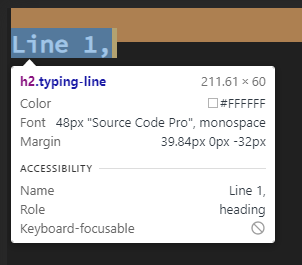 Line 1,
h2.typing-line 211.61 × 60
Color #FFFFFF
Font 48px "Source Code Pro", monospace
Margin 39.84px 0px -32px
ACCESSIBILITY
Name Line 1,
Role heading
Keyboard-focusable